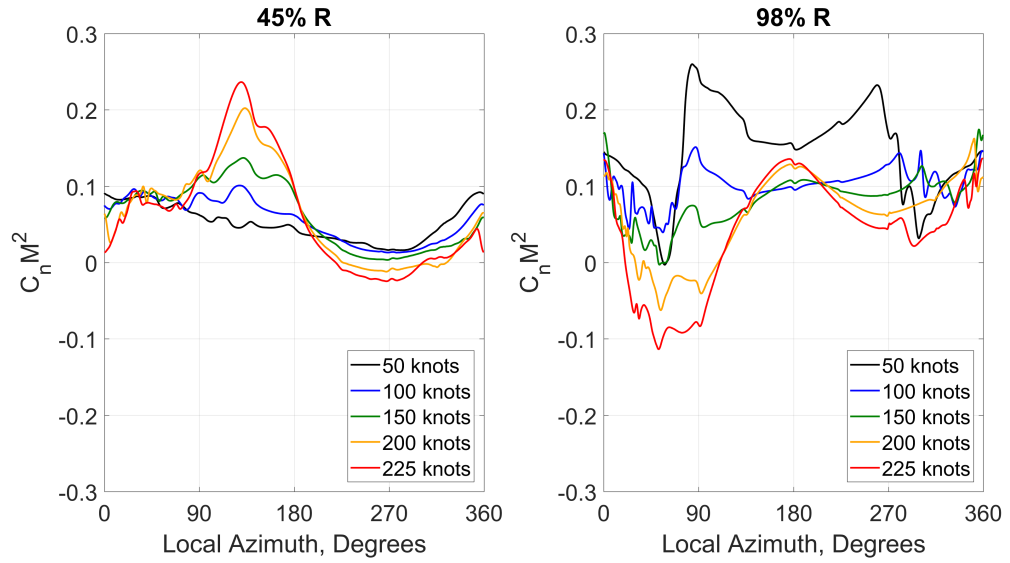 45% R
0.3
0.2
0.1
0
-0.1
-0.2
-0.3
0
90
180
270
360
C_nM^2
Local Azimuth, Degrees
50 knots
100 knots
150 knots
200 knots
225 knots
98% R
0.3
0.2
0.1
0
-0.1
-0.2
-0.3
0
90
180
270
360
C_nM^2
Local Azimuth, Degrees
50 knots
100 knots
150 knots
200 knots
225 knots